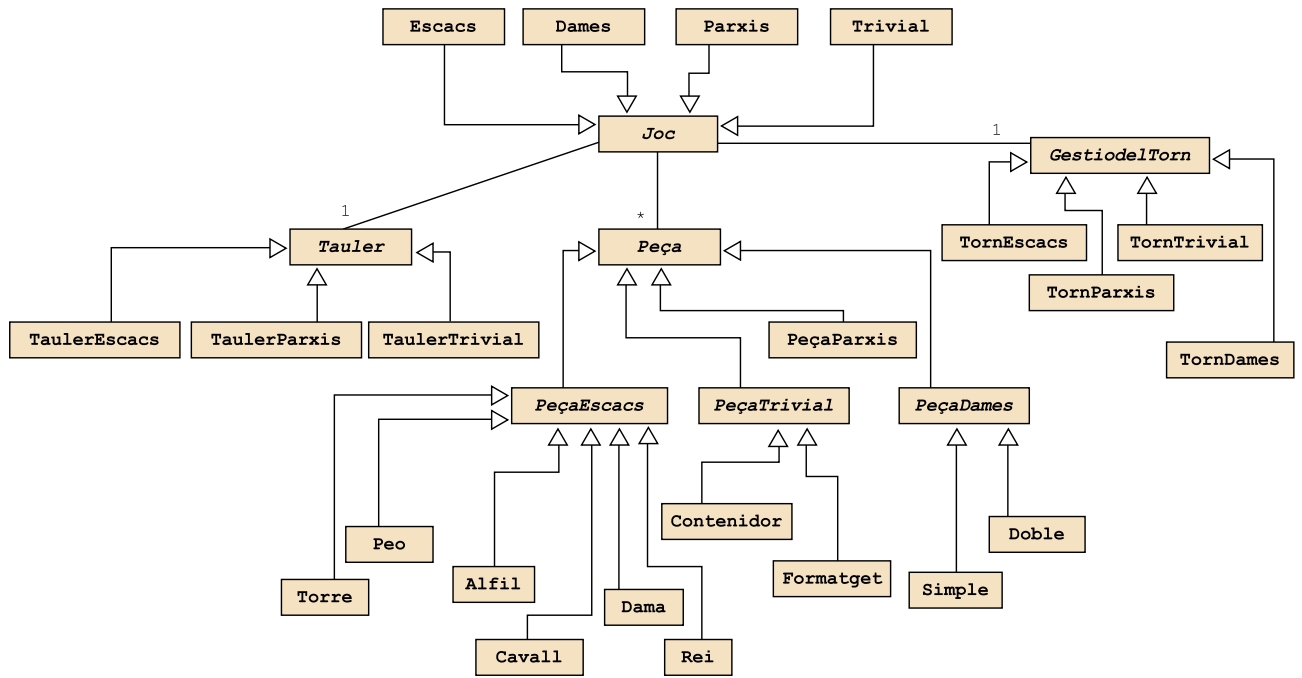 Escacs
Dames
Parxis
Trivial
Joc
1
GestiodelTorn
1
*
Tauler
Peça
TornEscacs
TornTrivial
TornParxis
TaulerEscacs
TaulerParxis
TaulerTrivial
PeçaParxis
TornDames
PeçaEscacs
PeçaTrivial
PeçaDames
Contenidor
Doble
Peo
Formatget
Alfil
Simple
Torre
Dama
Cavall
Rei